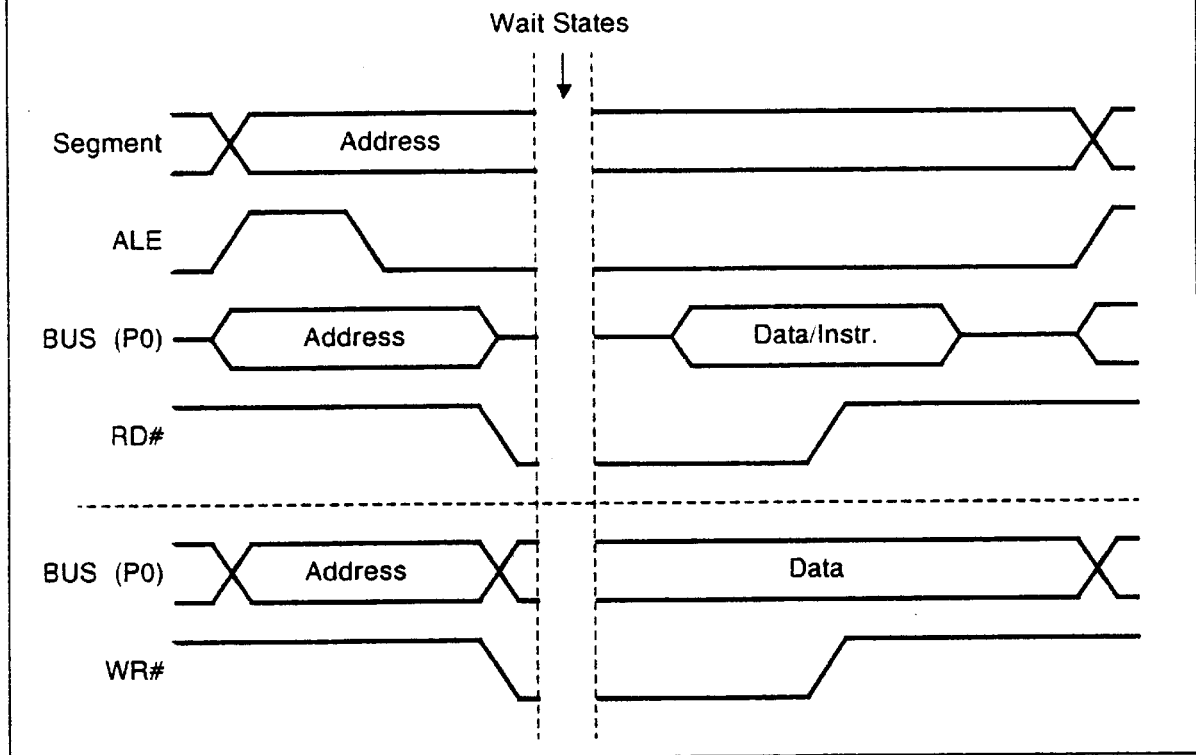 Wait States
Segment
Address
ALE
BUS (P0)
Address
Data/Instr.
RD#
BUS (P0)
Address
Data
WR#